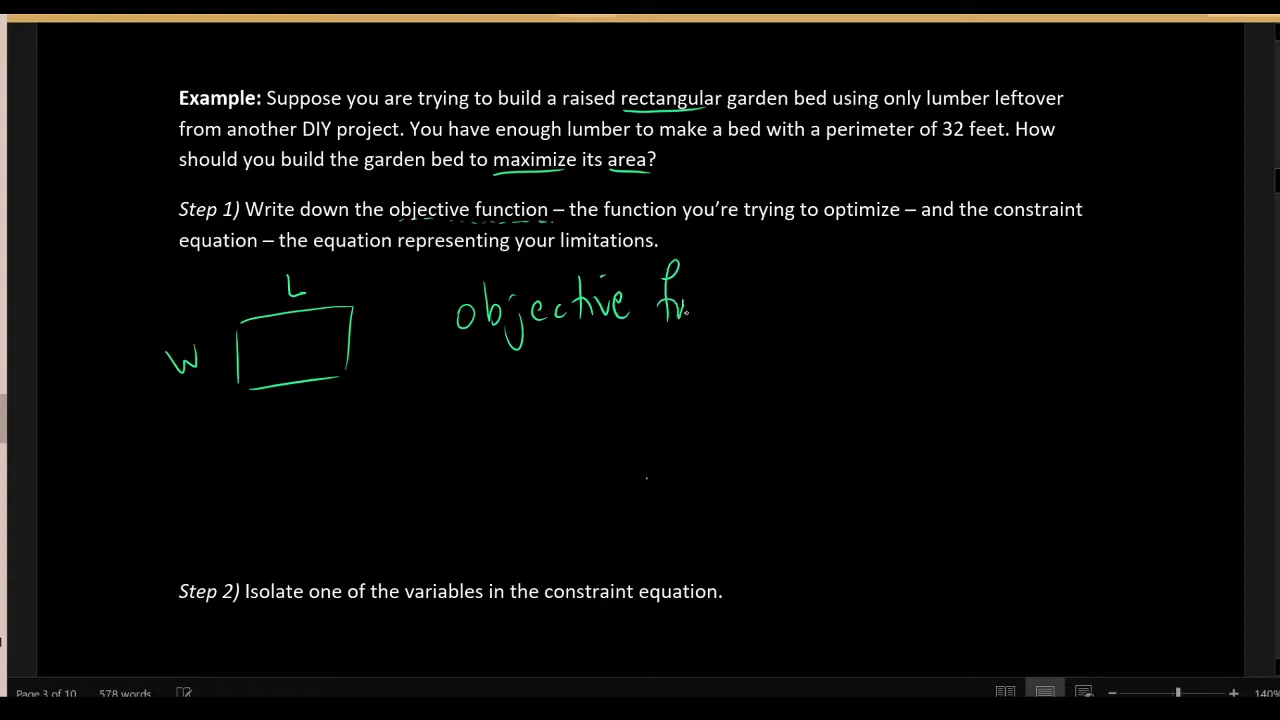 Example: Suppose you are trying to build a raised rectangular garden bed using only lumber leftover
from another DIY project. You have enough lumber to make a bed with a perimeter of 32 feet. How
should you build the garden bed to maximize its area?
Step 1) Write down the objective function – the function you’re trying to optimize – and the constraint
equation – the equation representing your limitations.
L
objective fu
W
Step 2) Isolate one of the variables in the constraint equation.
Page 3 of 10 578 words 140%